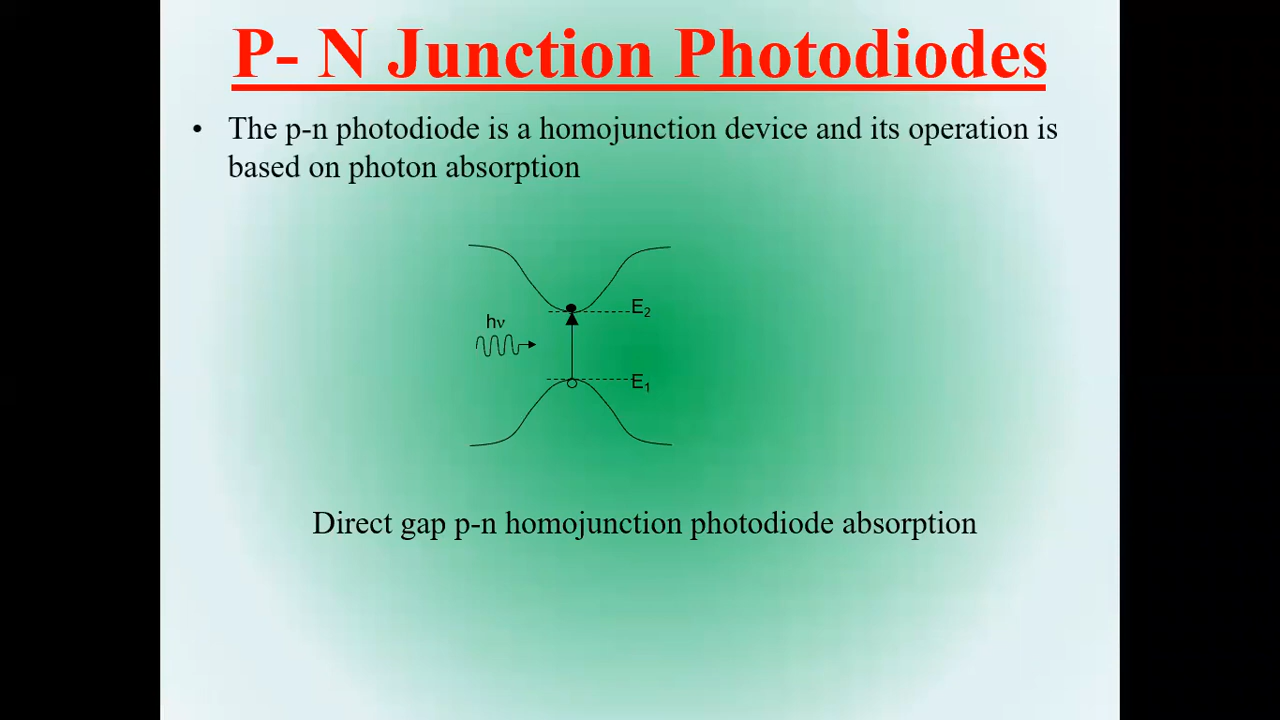 P- N Junction Photodiodes
• The p-n photodiode is a homojunction device and its operation is
based on photon absorption
E₂
hν
E₁
Direct gap p-n homojunction photodiode absorption